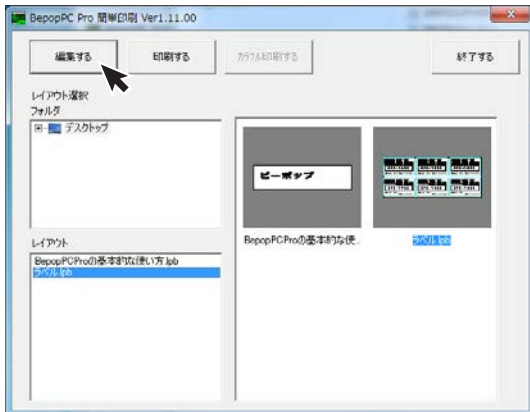 BepopPC Pro 簡単印刷 Ver1.11.00
編集する 印刷する カラフル印刷する 終了する
レイアウト選択
フォルダ
デスクトップ
ビーポップ
BepopPCProの基本的な使...
ラベル.lpb
レイアウト
BepopPCProの基本的な使い方.lpb
ラベル.lpb